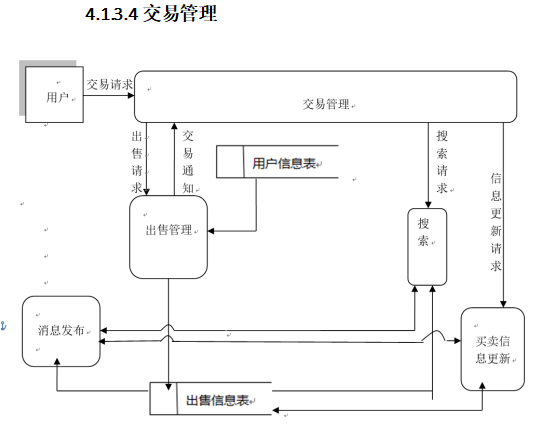 4.1.3.4 交易管理
用户
交易请求
交易管理
出售请求
交易通知
用户信息表
搜索请求
信息更新请求
出售管理
搜索
消息发布
买卖信
息更新
出售信息表